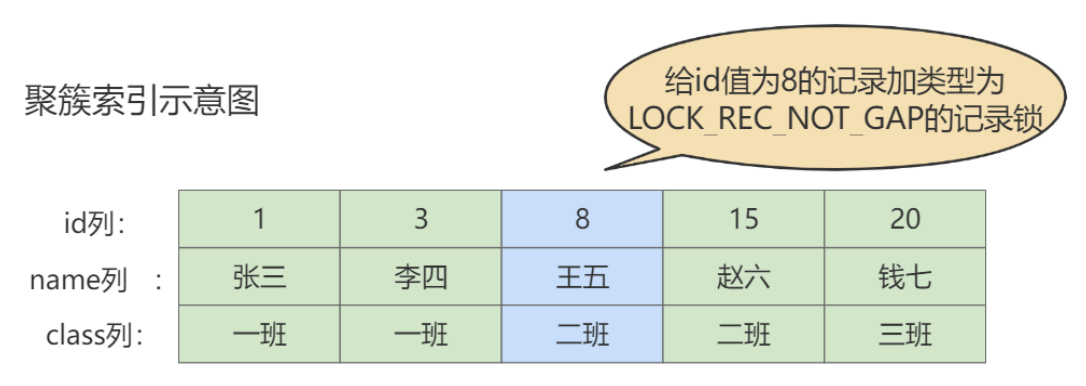 给id值为8的记录加类型为
LOCK_REC_NOT_GAP的记录锁
聚簇索引示意图
id列： 1 3 8 15 20
name列 ： 张三 李四 王五 赵六 钱七
class列： 一班 一班 二班 二班 三班